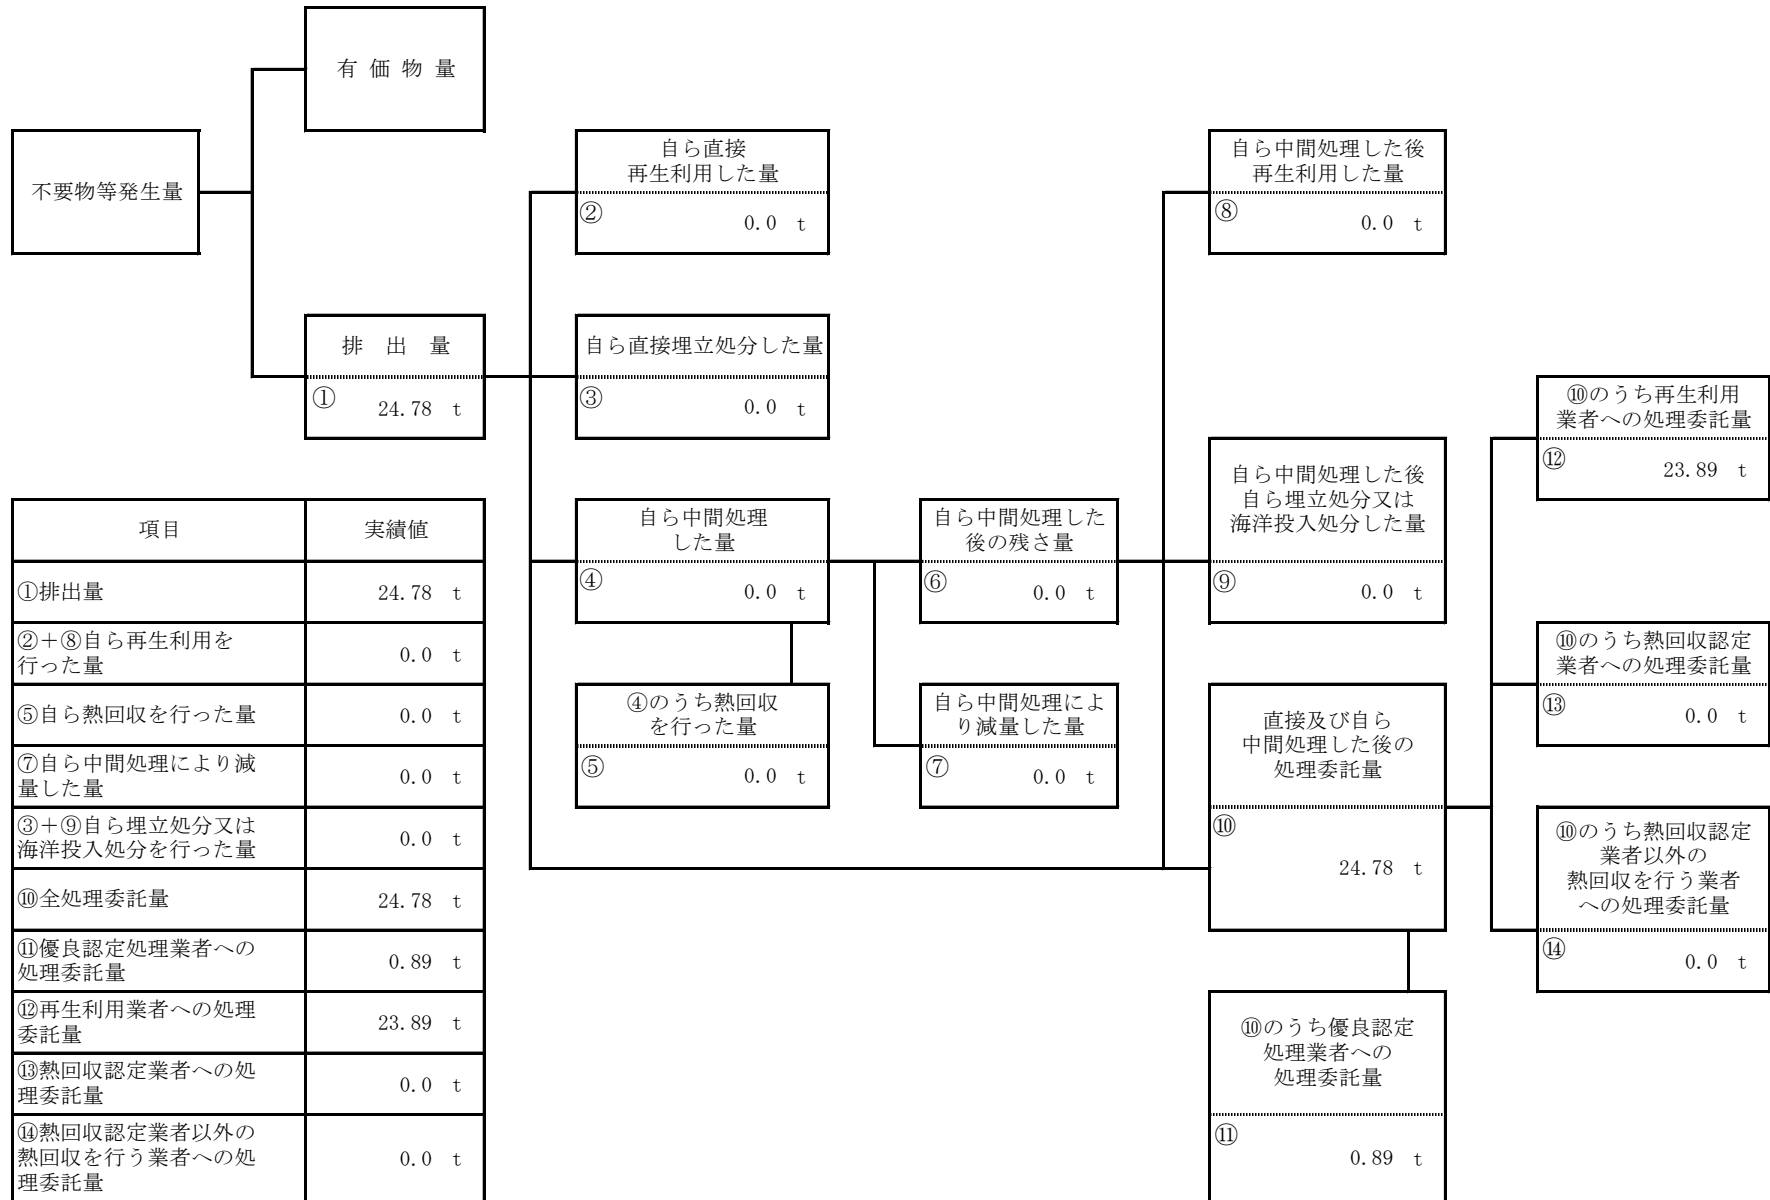 有 価 物 量
不要物等発生量
自ら直接
再生利用した量
②
0.0 t
自ら中間処理した後
再生利用した量
⑧
0.0 t
排 出 量
①
24.78 t
自ら直接埋立処分した量
③
0.0 t
⑩のうち再生利用
業者への処理委託量
⑫
23.89 t
自ら中間処理
した量
④
0.0 t
自ら中間処理した
後の残さ量
⑥
0.0 t
自ら中間処理した後
自ら埋立処分又は
海洋投入処分した量
⑨
0.0 t
⑩のうち熱回収認定
業者への処理委託量
⑬
0.0 t
④のうち熱回収
を行った量
⑤
0.0 t
自ら中間処理によ
り減量した量
⑦
0.0 t
直接及び自ら
中間処理した後の
処理委託量
⑩
24.78 t
⑩のうち熱回収認定
業者以外の
熱回収を行う業者
への処理委託量
⑭
0.0 t
⑩のうち優良認定
処理業者への
処理委託量
⑪
0.89 t
項目 実績値
①排出量 24.78 t
②+⑧自ら再生利用を
行った量 0.0 t
⑤自ら熱回収を行った量 0.0 t
⑦自ら中間処理により減
量した量 0.0 t
③+⑨自ら埋立処分又は
海洋投入処分を行った量 0.0 t
⑩全処理委託量 24.78 t
⑪優良認定処理業者への
処理委託量 0.89 t
⑫再生利用業者への処理
委託量 23.89 t
⑬熱回収認定業者への処
理委託量 0.0 t
⑭熱回収認定業者以外の
熱回収を行う業者への処
理委託量 0.0 t